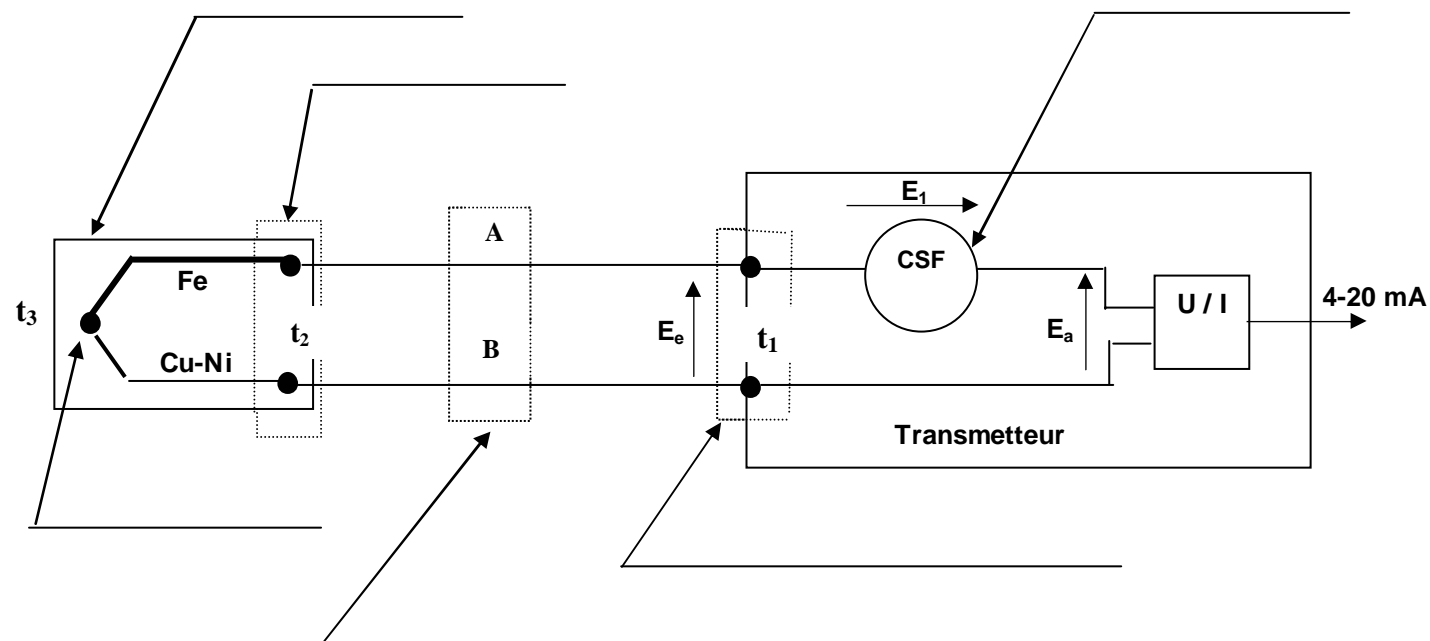 E₁
A
CSF
Fe
U / I
4-20 mA
t₃
t₂
Eₑ
t₁
Eₐ
B
Cu-Ni
Transmetteur